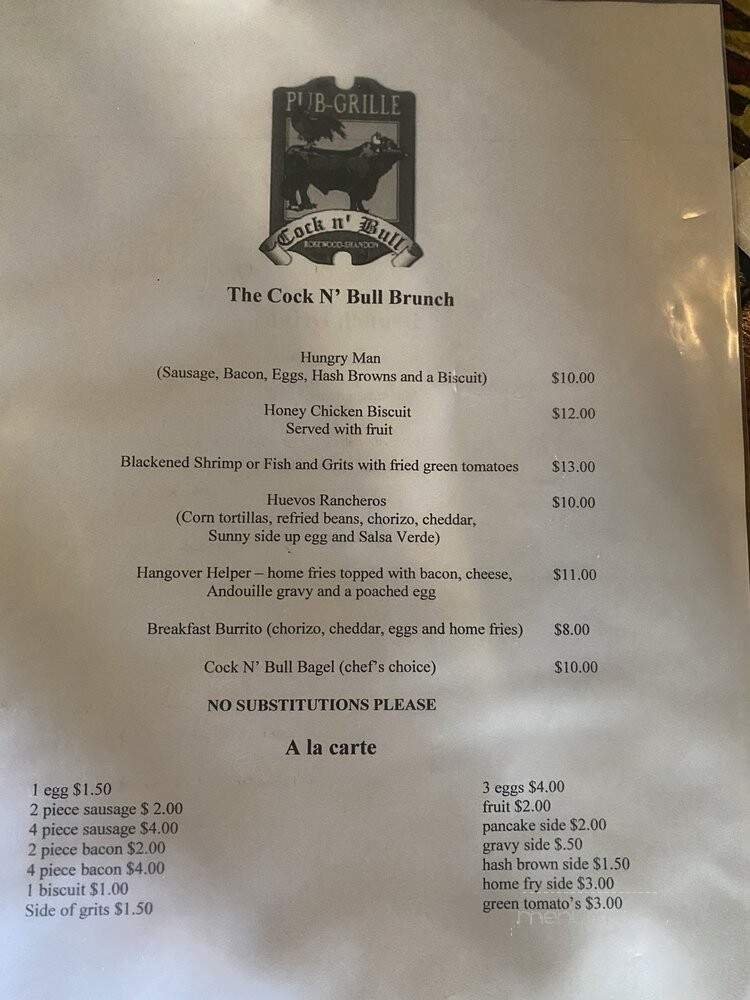 PUB-GRILLE
Cock n' Bull
ROSEWOOD-SHANDON
The Cock N' Bull Brunch
Hungry Man
(Sausage, Bacon, Eggs, Hash Browns and a Biscuit) $10.00
Honey Chicken Biscuit $12.00
Served with fruit
Blackened Shrimp or Fish and Grits with fried green tomatoes $13.00
Huevos Rancheros $10.00
(Corn tortillas, refried beans, chorizo, cheddar,
Sunny side up egg and Salsa Verde)
Hangover Helper – home fries topped with bacon, cheese, $11.00
Andouille gravy and a poached egg
Breakfast Burrito (chorizo, cheddar, eggs and home fries) $8.00
Cock N' Bull Bagel (chef's choice) $10.00
NO SUBSTITUTIONS PLEASE
A la carte
1 egg $1.50
2 piece sausage $ 2.00
4 piece sausage $4.00
2 piece bacon $2.00
4 piece bacon $4.00
1 biscuit $1.00
Side of grits $1.50
3 eggs $4.00
fruit $2.00
pancake side $2.00
gravy side $.50
hash brown side $1.50
home fry side $3.00
green tomato's $3.00